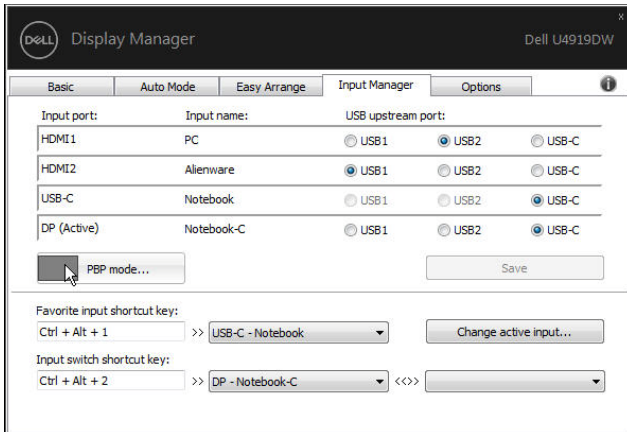 DELL Display Manager Dell U4919DW
x
Basic Auto Mode Easy Arrange Input Manager Options i
Input port: Input name: USB upstream port:
HDMI1 PC USB1 USB2 USB-C
HDMI2 Alienware USB1 USB2 USB-C
USB-C Notebook USB1 USB2 USB-C
DP (Active) Notebook-C USB1 USB2 USB-C
PBP mode... Save
Favorite input shortcut key:
Ctrl + Alt + 1 >> USB-C - Notebook Change active input...
Input switch shortcut key:
Ctrl + Alt + 2 >> DP - Notebook-C <<>>